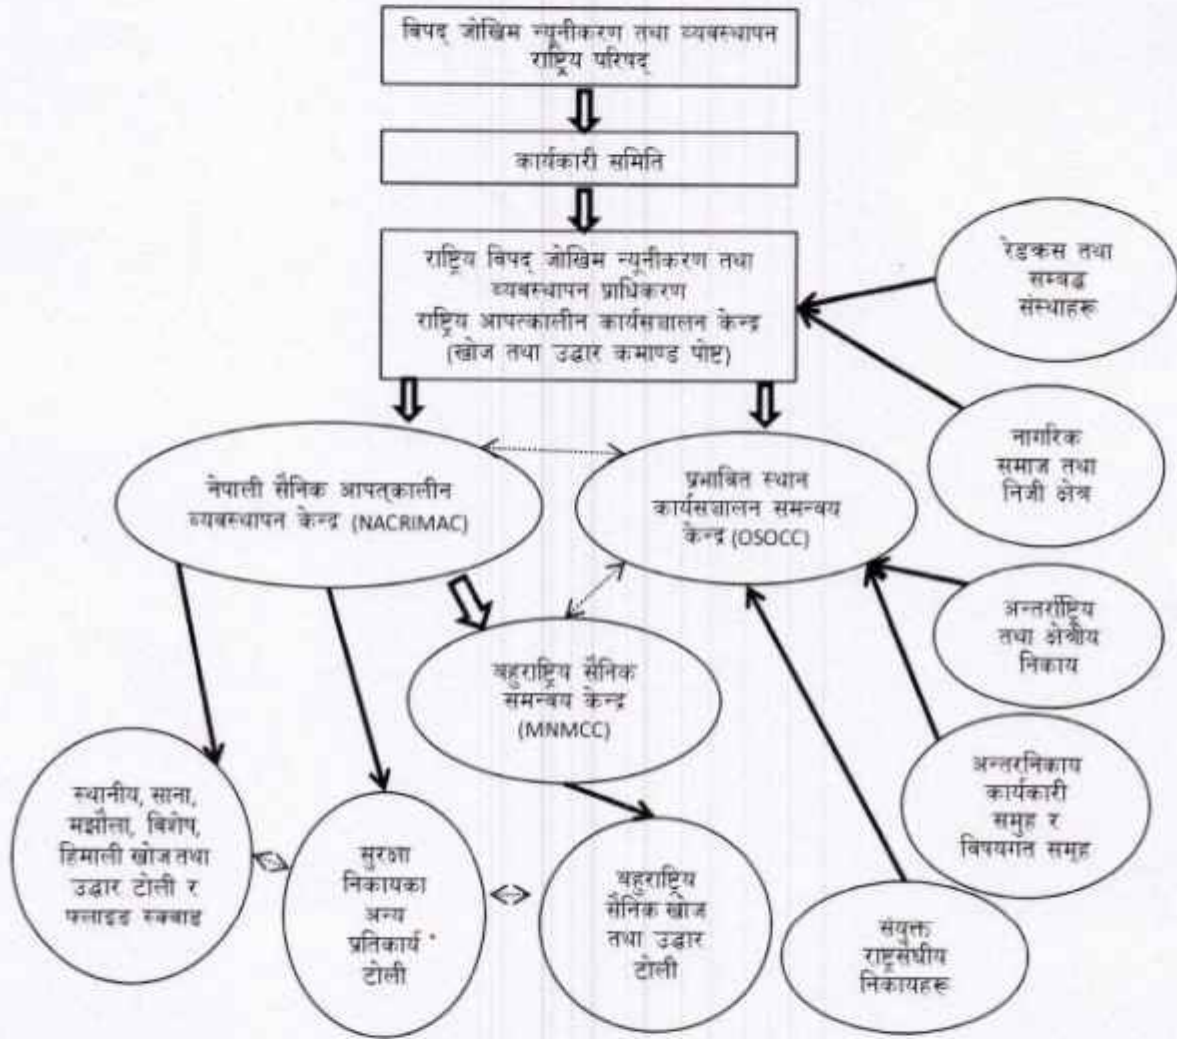 विपद् जोखिम न्यूनीकरण तथा व्यवस्थापन
राष्ट्रिय परिषद्
कार्यकारी समिति
राष्ट्रिय विपद् जोखिम न्यूनीकरण तथा
व्यवस्थापन प्राधिकरण
राष्ट्रिय आपत्कालीन कार्यसञ्चालन केन्द्र
(खोज तथा उद्धार कमाण्ड पोष्ट)
रेडक्रस तथा
सम्वद्ध
संस्थाहरू
नागरिक
समाज तथा
निजी क्षेत्र
नेपाली सैनिक आपत्कालीन
व्यवस्थापन केन्द्र (NACRIMAC)
प्रभावित स्थान
कार्यसञ्चालन समन्वय
केन्द्र (OSOCC)
अन्तर्राष्ट्रिय
तथा क्षेत्रीय
निकाय
बहुराष्ट्रिय सैनिक
समन्वय केन्द्र
(MNMCC)
अन्तरनिकाय
कार्यकारी
समुह र
विषयगत समूह
स्थानीय, साना,
मझौला, विशेष,
हिमाली खोज तथा
उद्धार टोली र
फ्लाइङ स्क्वाड
सुरक्षा
निकायका
अन्य
प्रतिकार्य
टोली
बहुराष्ट्रिय
सैनिक खोज
तथा उद्धार
टोली
संयुक्त
राष्ट्रसंघीय
निकायहरू